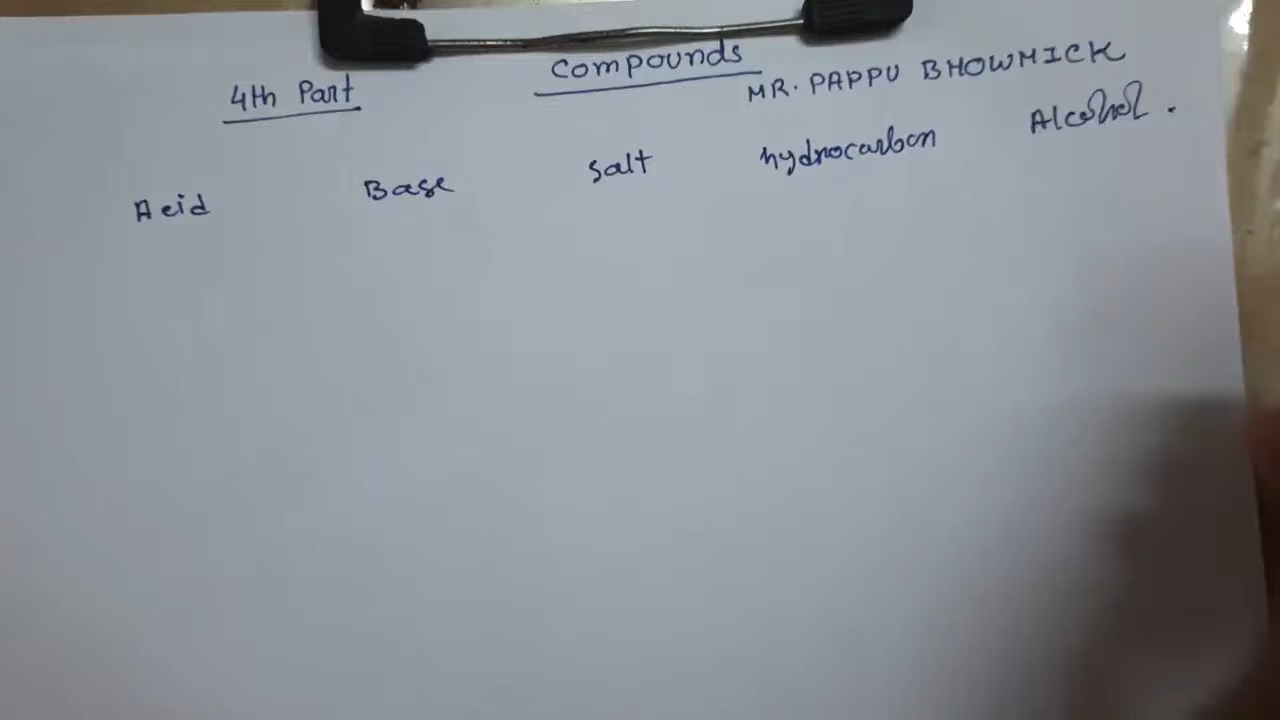 4th Part Compounds MR. PAPPU BHOWMICK
Acid Base Salt hydrocarbon Alcohol.